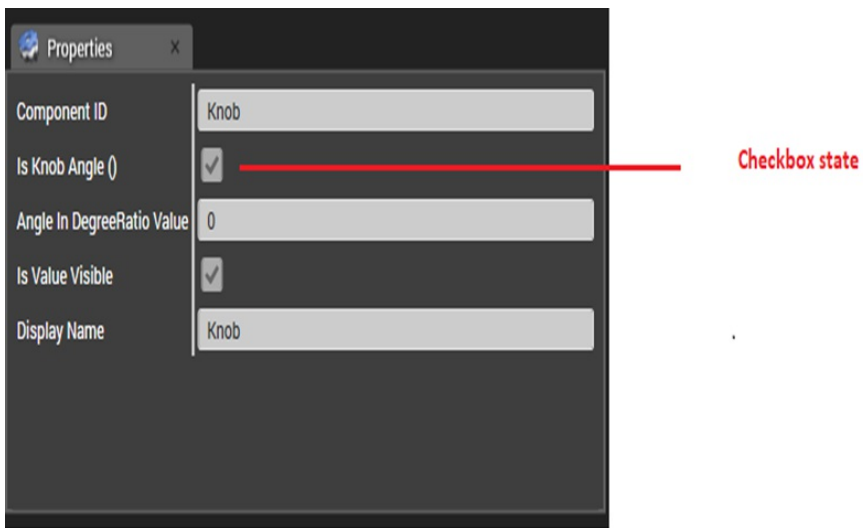 Properties ×
Component ID Knob
Is Knob Angle () Checkbox state
Angle In DegreeRatio Value 0
Is Value Visible
Display Name Knob